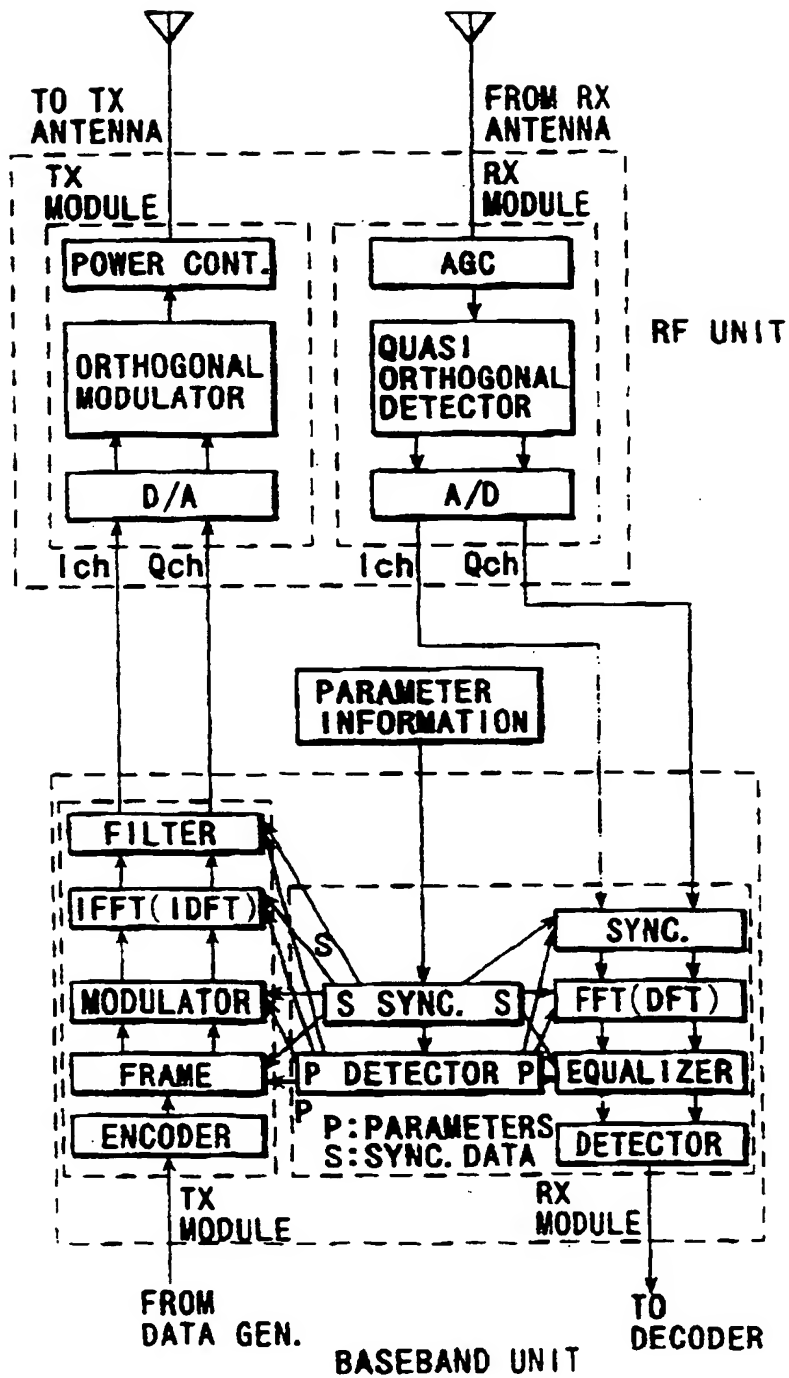 TO TX
ANTENNA
FROM RX
ANTENNA
TX
MODULE
RX
MODULE
POWER CONT.
AGC
RF UNIT
ORTHOGONAL
MODULATOR
QUASI
ORTHOGONAL
DETECTOR
D/A
A/D
Ich Qch
Ich Qch
PARAMETER
INFORMATION
FILTER
IFFT(IDFT)
SYNC.
S
MODULATOR
S SYNC. S
FFT(DFT)
FRAME
P DETECTOR P
EQUALIZER
P
ENCODER
P:PARAMETERS
S:SYNC. DATA
DETECTOR
TX
MODULE
RX
MODULE
FROM
DATA GEN.
TO
DECODER
BASEBAND UNIT